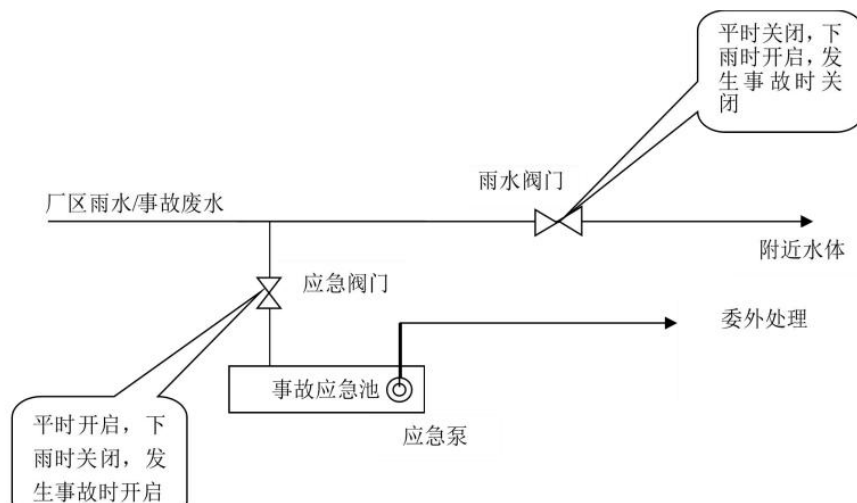 平时关闭，下
雨时开启，发
生事故时关
闭
雨水阀门
厂区雨水/事故废水
附近水体
应急阀门
委外处理
事故应急池
应急泵
平时开启，下
雨时关闭，发
生事故时开启